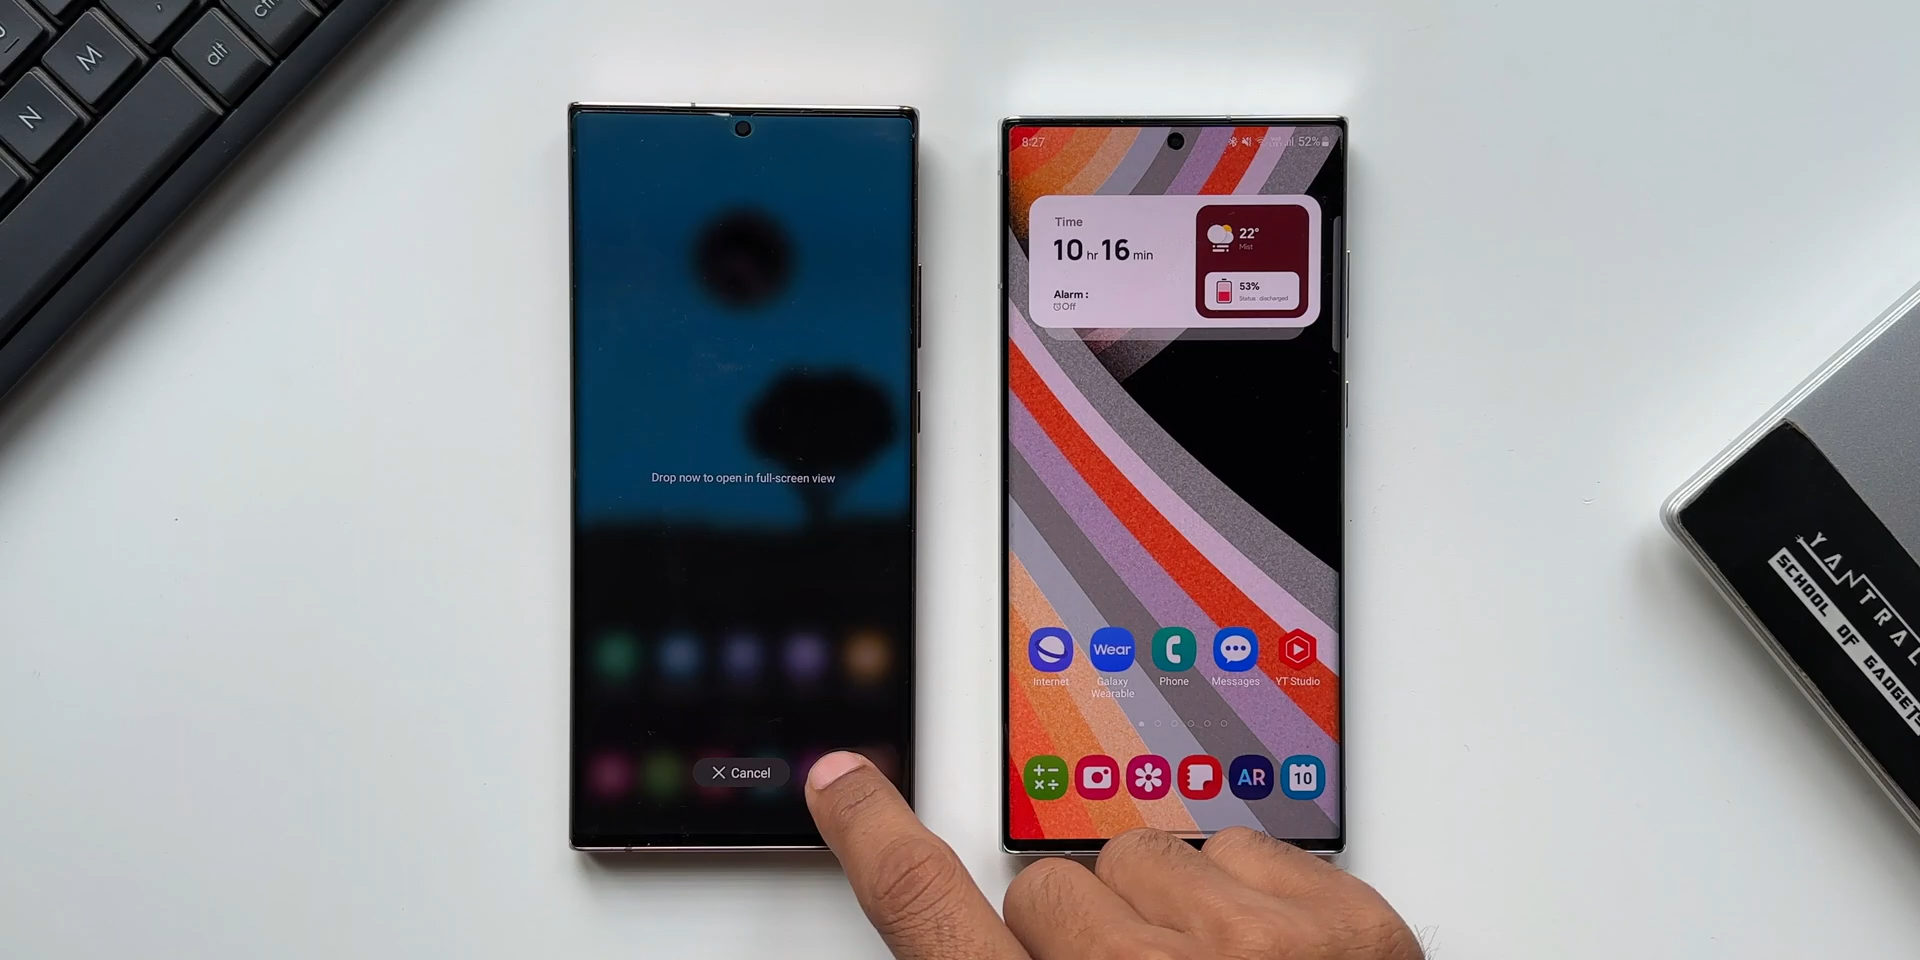 M
alt
N
Drop now to open in full-screen view
Cancel
8:27
52%
Time
10 hr 16 min
Alarm :
Off
22°
Mist
53%
Status : discharged
Internet
Wear
Galaxy
Wearable
Phone
Messages
YT Studio
AR
10
YANTRAL
SCHOOL OF GADGETS